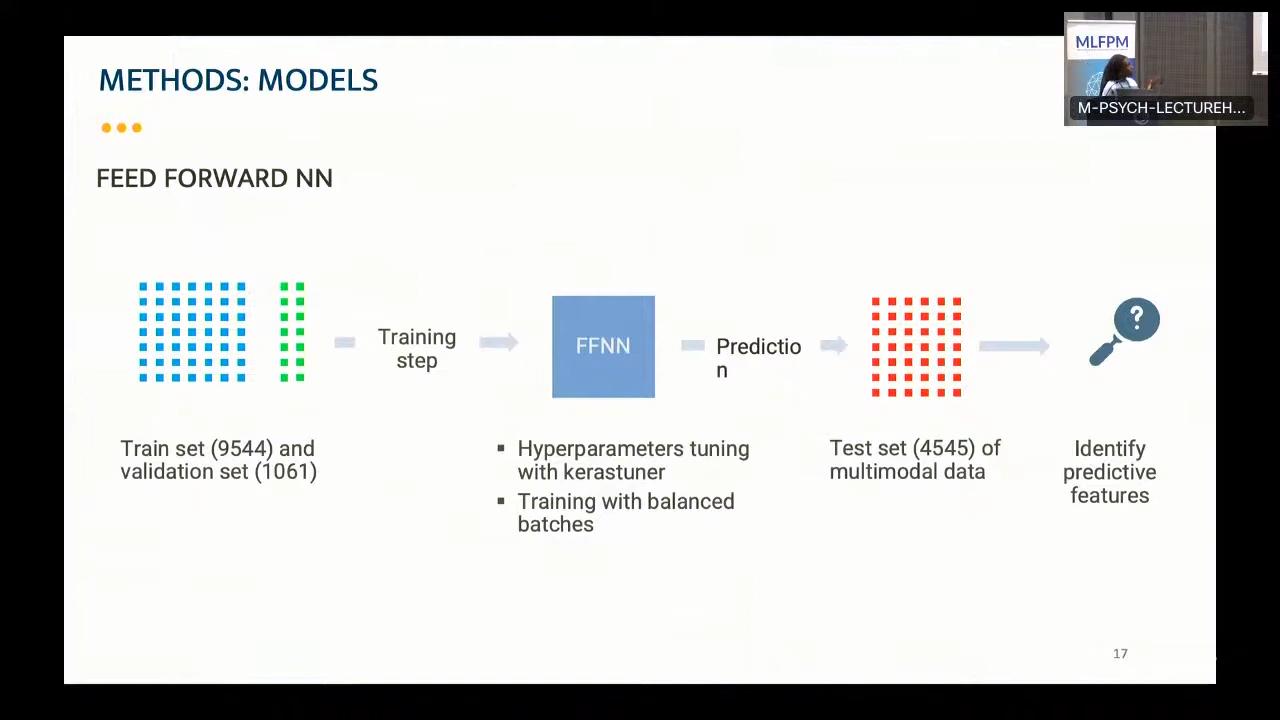 METHODS: MODELS
MLFPM
M-PSYCH-LECTUREH...
FEED FORWARD NN
Training
step
FFNN
Predictio
n
?
Train set (9544) and
validation set (1061)
▪ Hyperparameters tuning
with kerastuner
▪ Training with balanced
batches
Test set (4545) of
multimodal data
Identify
predictive
features
17